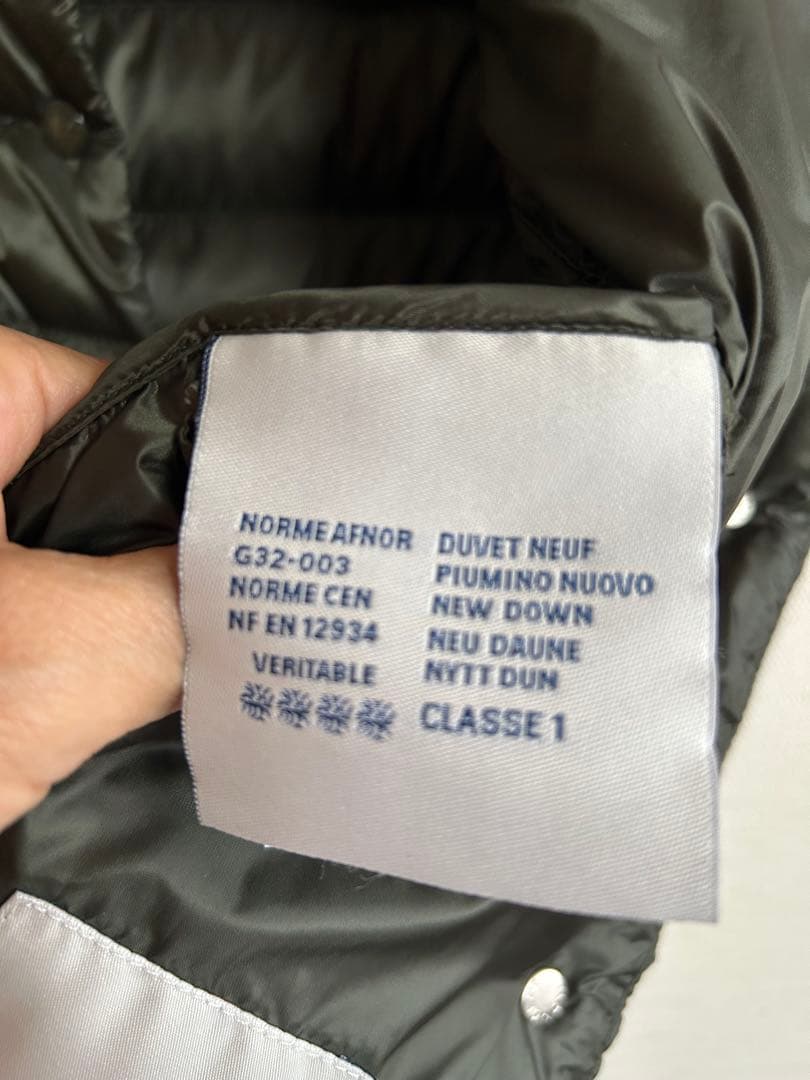 NORME AFNOR
G32-003
NORME CEN
NF EN 12934
VERITABLE
DUVET NEUF
PIUMINO NUOVO
NEW DOWN
NEU DAUNE
NYTT DUN
CLASSE 1